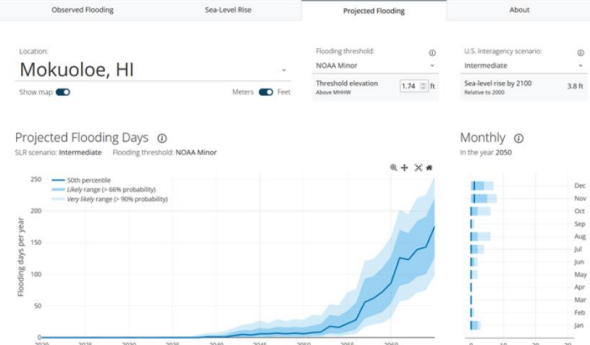 Observed Flooding
Sea-Level Rise
Projected Flooding
About
Location:
Mokuoloe, HI
Show map
Meters
Feet
Flooding threshold:
NOAA Minor
Threshold elevation
Above MHHW
1.74
ft
U.S. Interagency scenario:
Intermediate
Sea-level rise by 2100
Relative to 2000
3.8 ft
Projected Flooding Days
SLR scenario: Intermediate Flooding threshold: NOAA Minor
50th percentile
Likely range (> 66% probability)
Very likely range (> 90% probability)
Flooding days per year
250
200
150
100
50
0
Monthly
In the year 2050
Dec
Nov
Oct
Sep
Aug
Jul
Jun
May
Apr
Mar
Feb
Jan